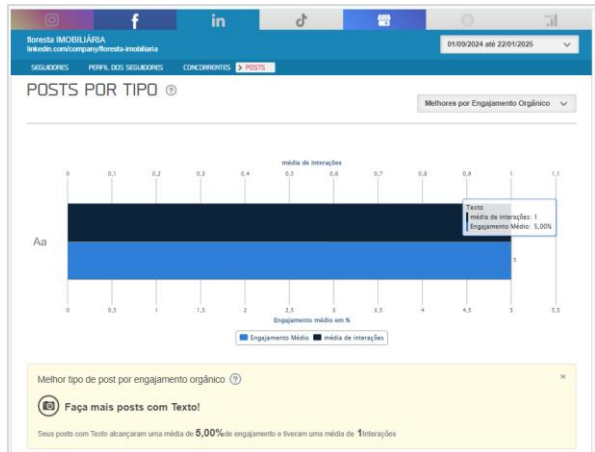 floresta IMOBILIÁRIA
linkedin.com/company/floresta-imobiliaria
01/09/2024 até 22/01/2025
SEGUIDORES PERFIL DOS SEGUIDORES CONCORRENTES POSTS
POSTS POR TIPO
Melhores por Engajamento Orgânico
média de interações
0 0,1 0,2 0,3 0,4 0,5 0,6 0,7 0,8 0,9 1 1,1
Texto
média de interações: 1
Engajamento Médio: 5,00%
Aa
5
0 0,5 1 1,5 2 2,5 3 3,5 4 4,5 5 5,5
Engajamento médio em %
Engajamento Médio média de interações
Melhor tipo de post por engajamento orgânico
Faça mais posts com Texto!
Seus posts com Texto alcançaram uma média de 5,00%de engajamento e tiveram uma média de 1Interações